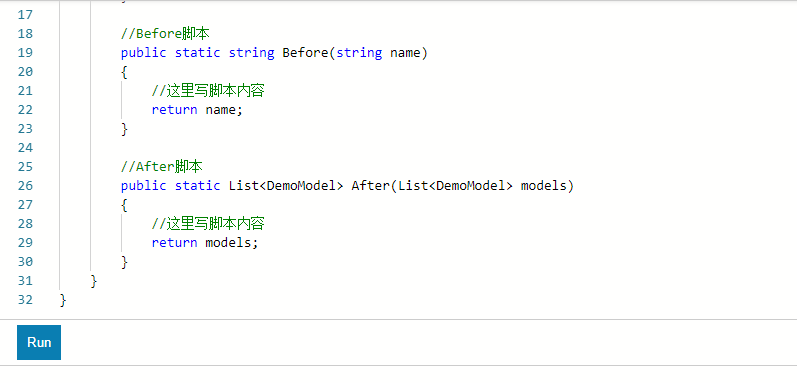 17
18 //Before脚本
19 public static string Before(string name)
20 {
21 //这里写脚本内容
22 return name;
23 }
24
25 //After脚本
26 public static List<DemoModel> After(List<DemoModel> models)
27 {
28 //这里写脚本内容
29 return models;
30 }
31 }
32 }
Run